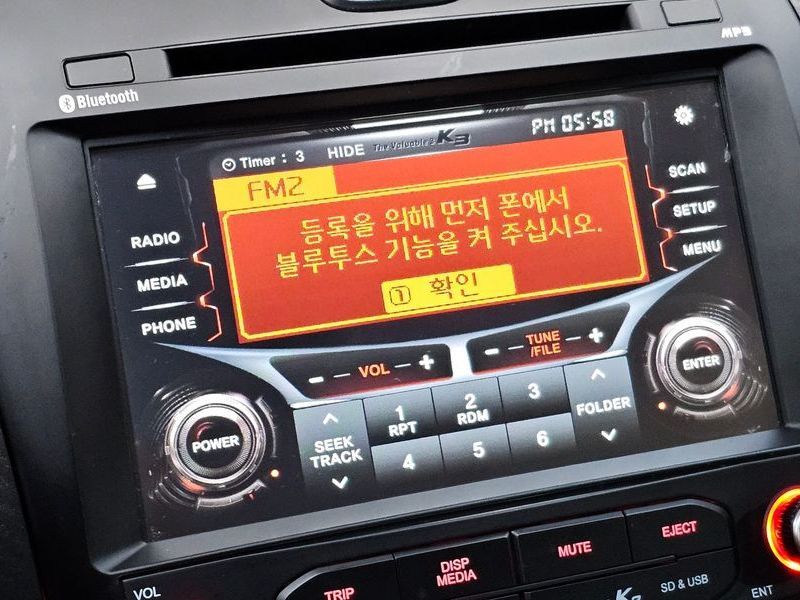 MP3
Bluetooth
Timer : 3 HIDE The Valuable 3 K3 PM 05:58
FM2
RADIO
MEDIA
PHONE
등록을 위해 먼저 폰에서
블루투스 기능을 켜 주십시오.
1 확인
SCAN
SETUP
MENU
- VOL +
- TUNE +
/FILE
POWER
SEEK
TRACK
1
RPT
2
RDM
3
4
5
6
FOLDER
ENTER
VOL
TRIP
DISP
MEDIA
MUTE
EJECT
K3
SD & USB
ENT